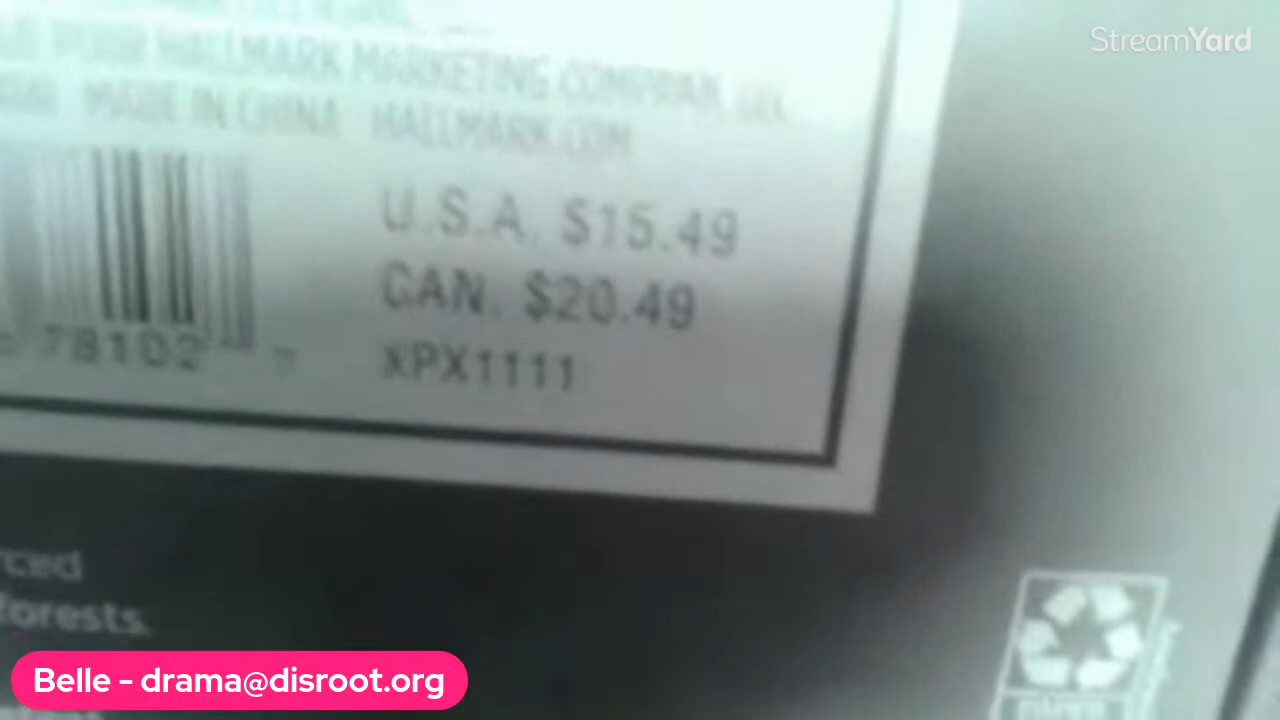 StreamYard
HALLMARK MARKETING COMPANY, LLC
MADE IN CHINA HALLMARK.COM
U.S.A. $15.49
CAN. $20.49
78102
XPX1111
rced
forests.
Belle - drama@disroot.org